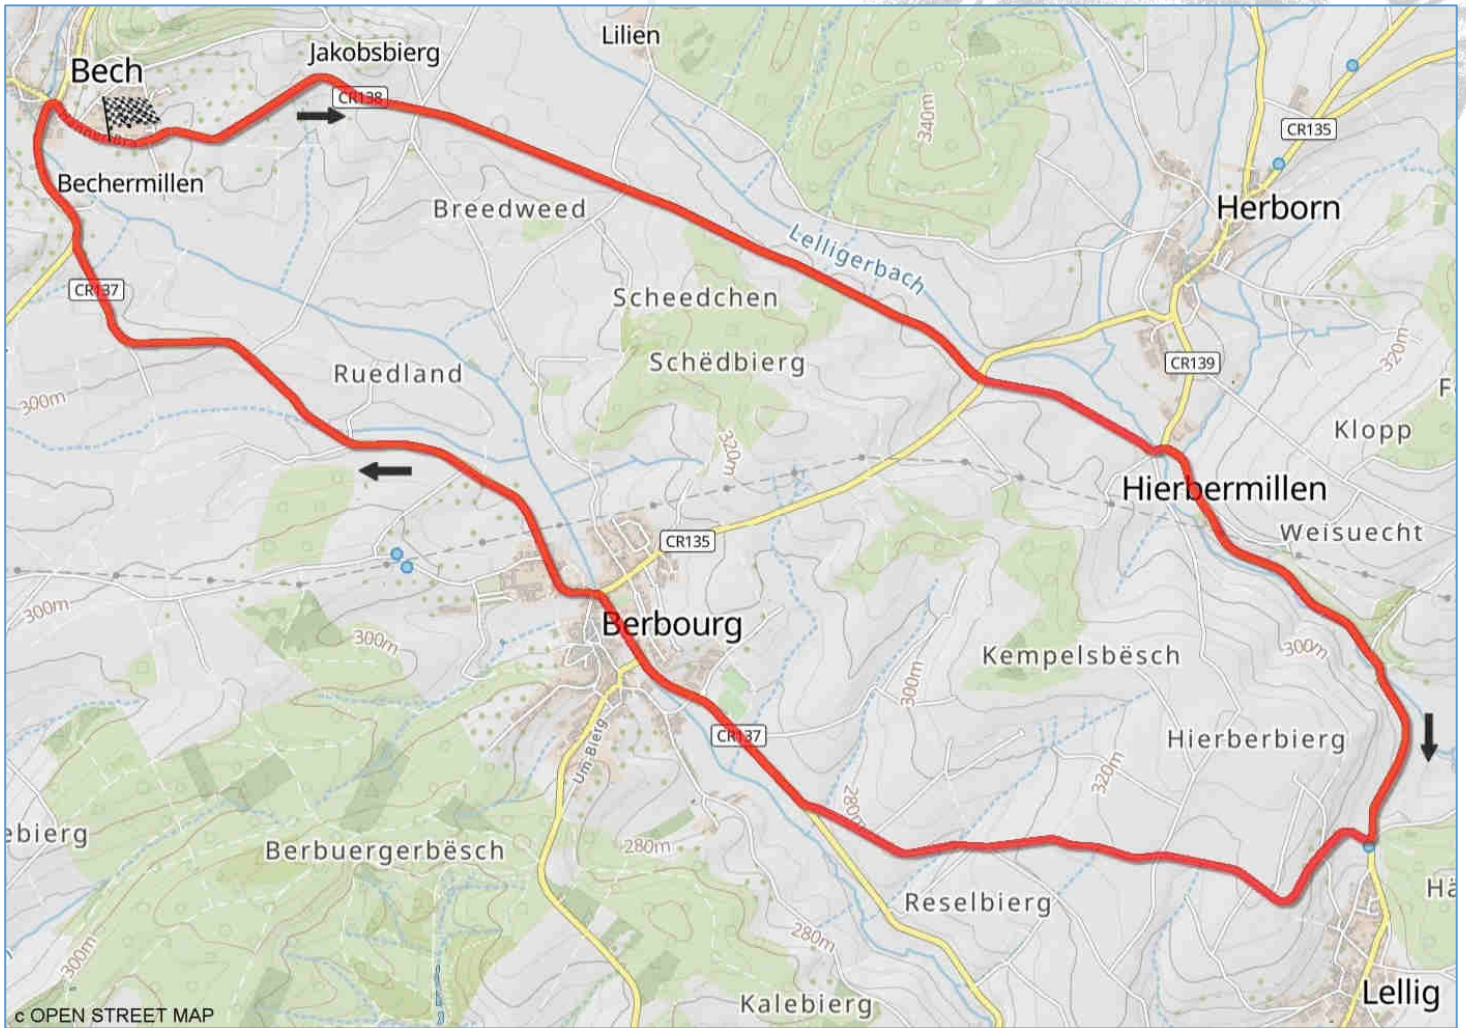 Lilien
Jakobsbierg
Bech
CR138
CR135
340m
Bechermillen
Breedweed
Herborn
Lelligerbach
CR137
Scheedchen
320m
Schëdbierg
CR139
Ruedland
300m
F
Klopp
320m
Hierbermillen
Weisuecht
CR135
300m
Berbourg
300m
300m
Kempelsbësch
300m
CR137
Hierberbierg
Um Bierg
320m
280m
ebierg
280m
Berbuergerbësch
Hä
Reselbierg
280m
300m
Lellig
Kalebierg
c OPEN STREET MAP